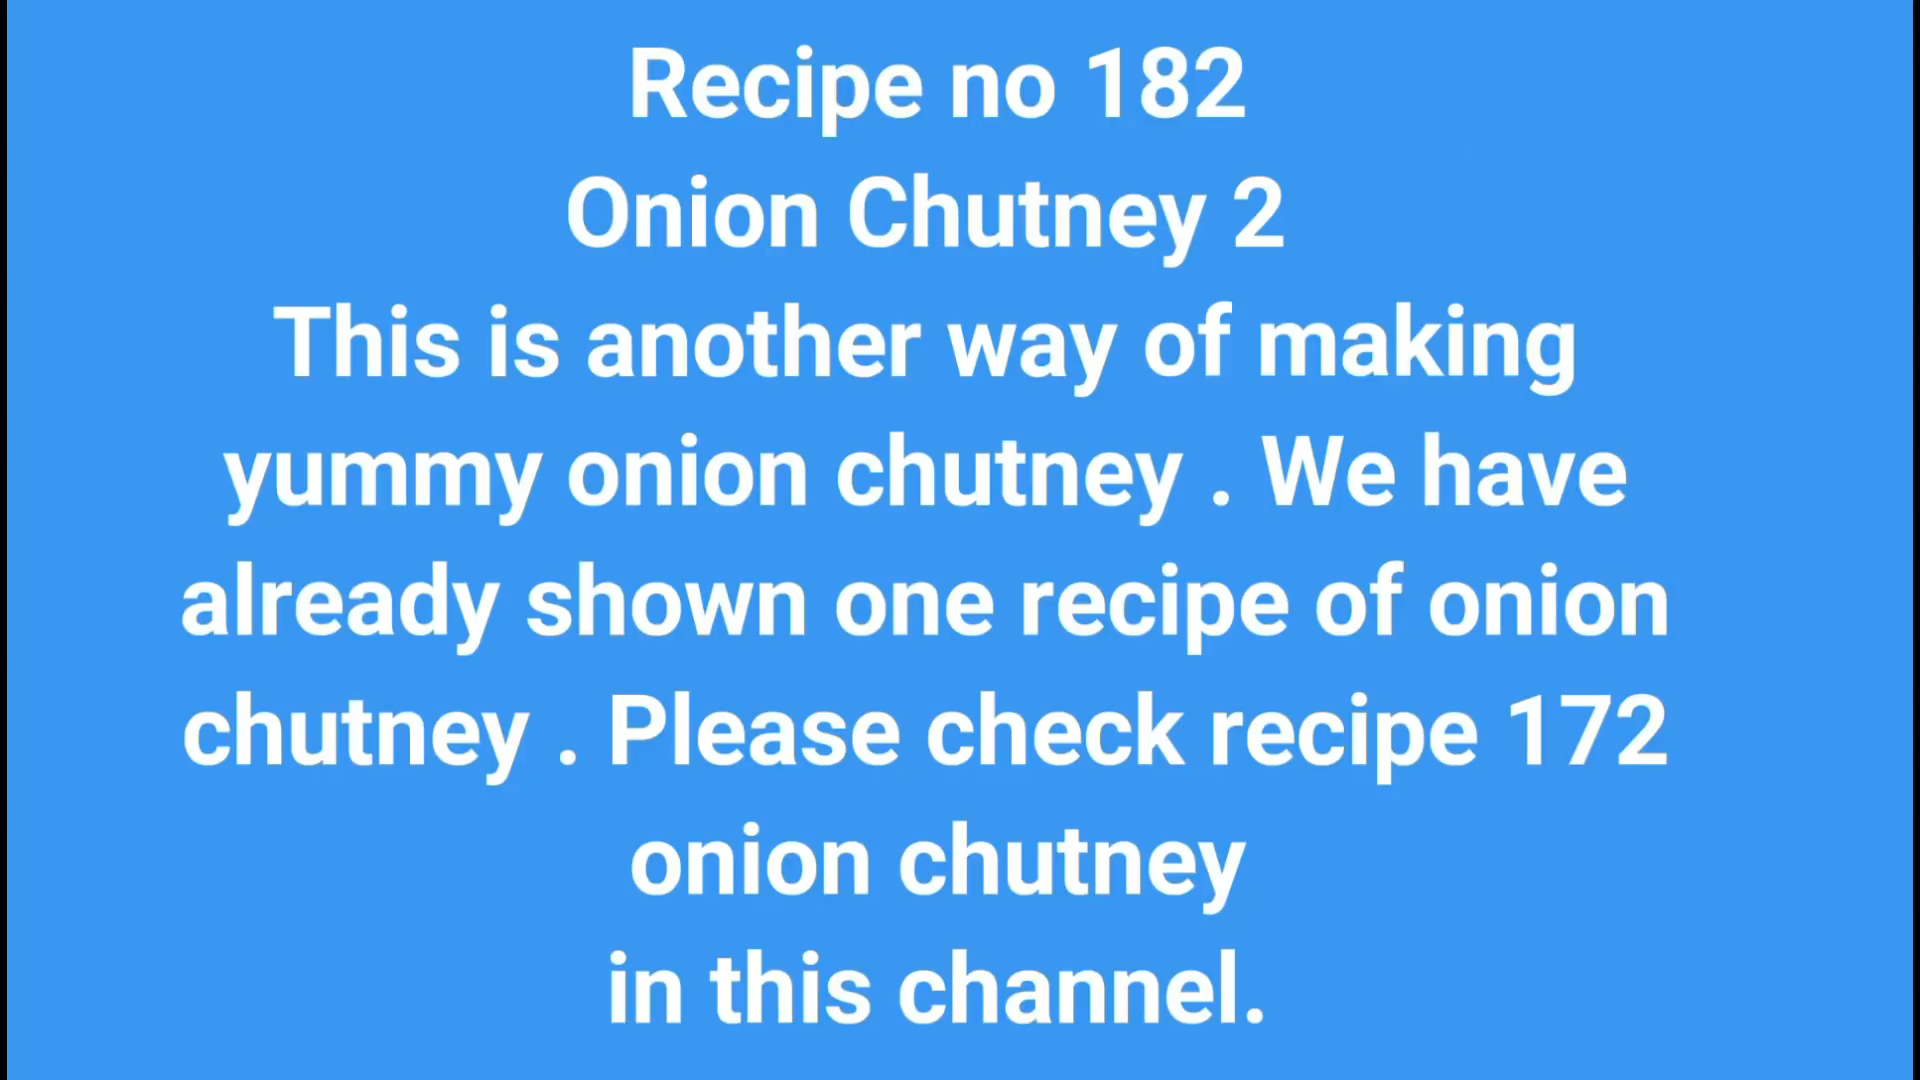 Recipe no 182
Onion Chutney 2
This is another way of making
yummy onion chutney . We have
already shown one recipe of onion
chutney . Please check recipe 172
onion chutney
in this channel.